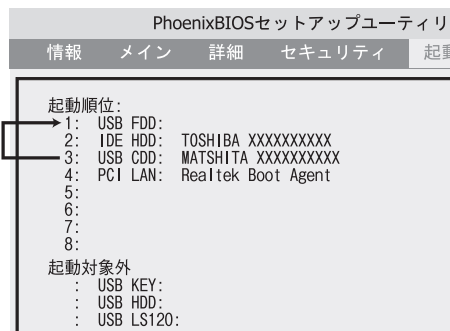 PhoenixBIOSセットアップユーティリ
情報 メイン 詳細 セキュリティ 起動
起動順位:
1: USB FDD:
2: IDE HDD: TOSHIBA XXXXXXXXXX
3: USB CDD: MATSHITA XXXXXXXXXX
4: PCI LAN: Realtek Boot Agent
5:
6:
7:
8:
起動対象外
: USB KEY:
: USB HDD:
: USB LS120: